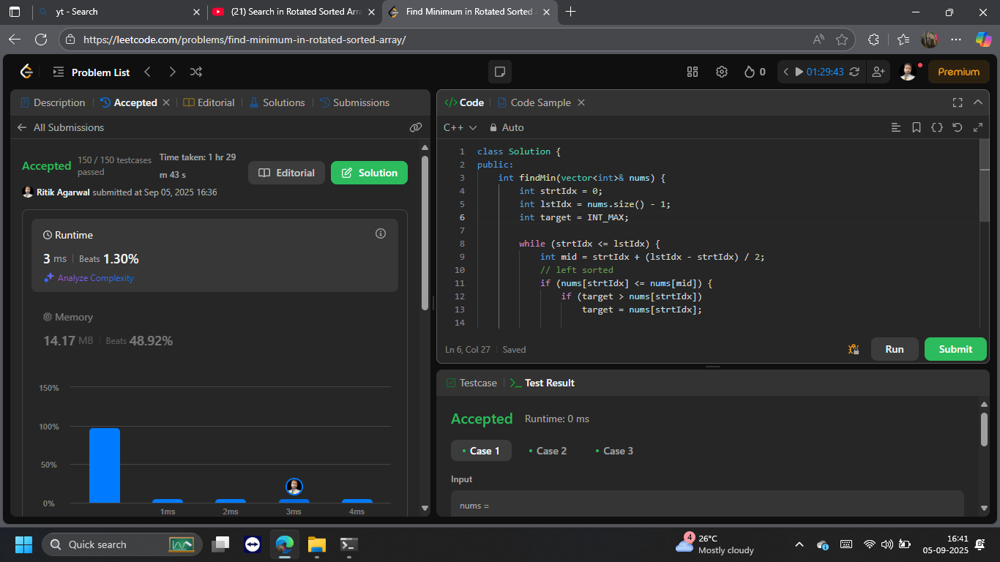 yt - Search
(21) Search in Rotated Sorted Arra
Find Minimum in Rotated Sorted
https://leetcode.com/problems/find-minimum-in-rotated-sorted-array/
Problem List
0
01:29:43
Premium
Description
Accepted
Editorial
Solutions
Submissions
All Submissions
Accepted
150 / 150 testcases
passed
Time taken: 1 hr 29
m 43 s
Editorial
Solution
Ritik Agarwal submitted at Sep 05, 2025 16:36
Runtime
3 ms | Beats 1.30%
Analyze Complexity
Memory
14.17 MB | Beats 48.92%
150%
100%
50%
0%
1ms
2ms
3ms
4ms
</> Code
Code Sample
C++
Auto
1 class Solution {
2 public:
3 int findMin(vector<int>& nums) {
4 int strtIdx = 0;
5 int lstIdx = nums.size() - 1;
6 int target = INT_MAX;
7
8 while (strtIdx <= lstIdx) {
9 int mid = strtIdx + (lstIdx - strtIdx) / 2;
10 // left sorted
11 if (nums[strtIdx] <= nums[mid]) {
12 if (target > nums[strtIdx])
13 target = nums[strtIdx];
14
Ln 6, Col 27 | Saved
Run
Submit
Testcase
Test Result
Accepted
Runtime: 0 ms
Case 1
Case 2
Case 3
Input
nums =
Quick search
4
26°C
Mostly cloudy
16:41
05-09-2025